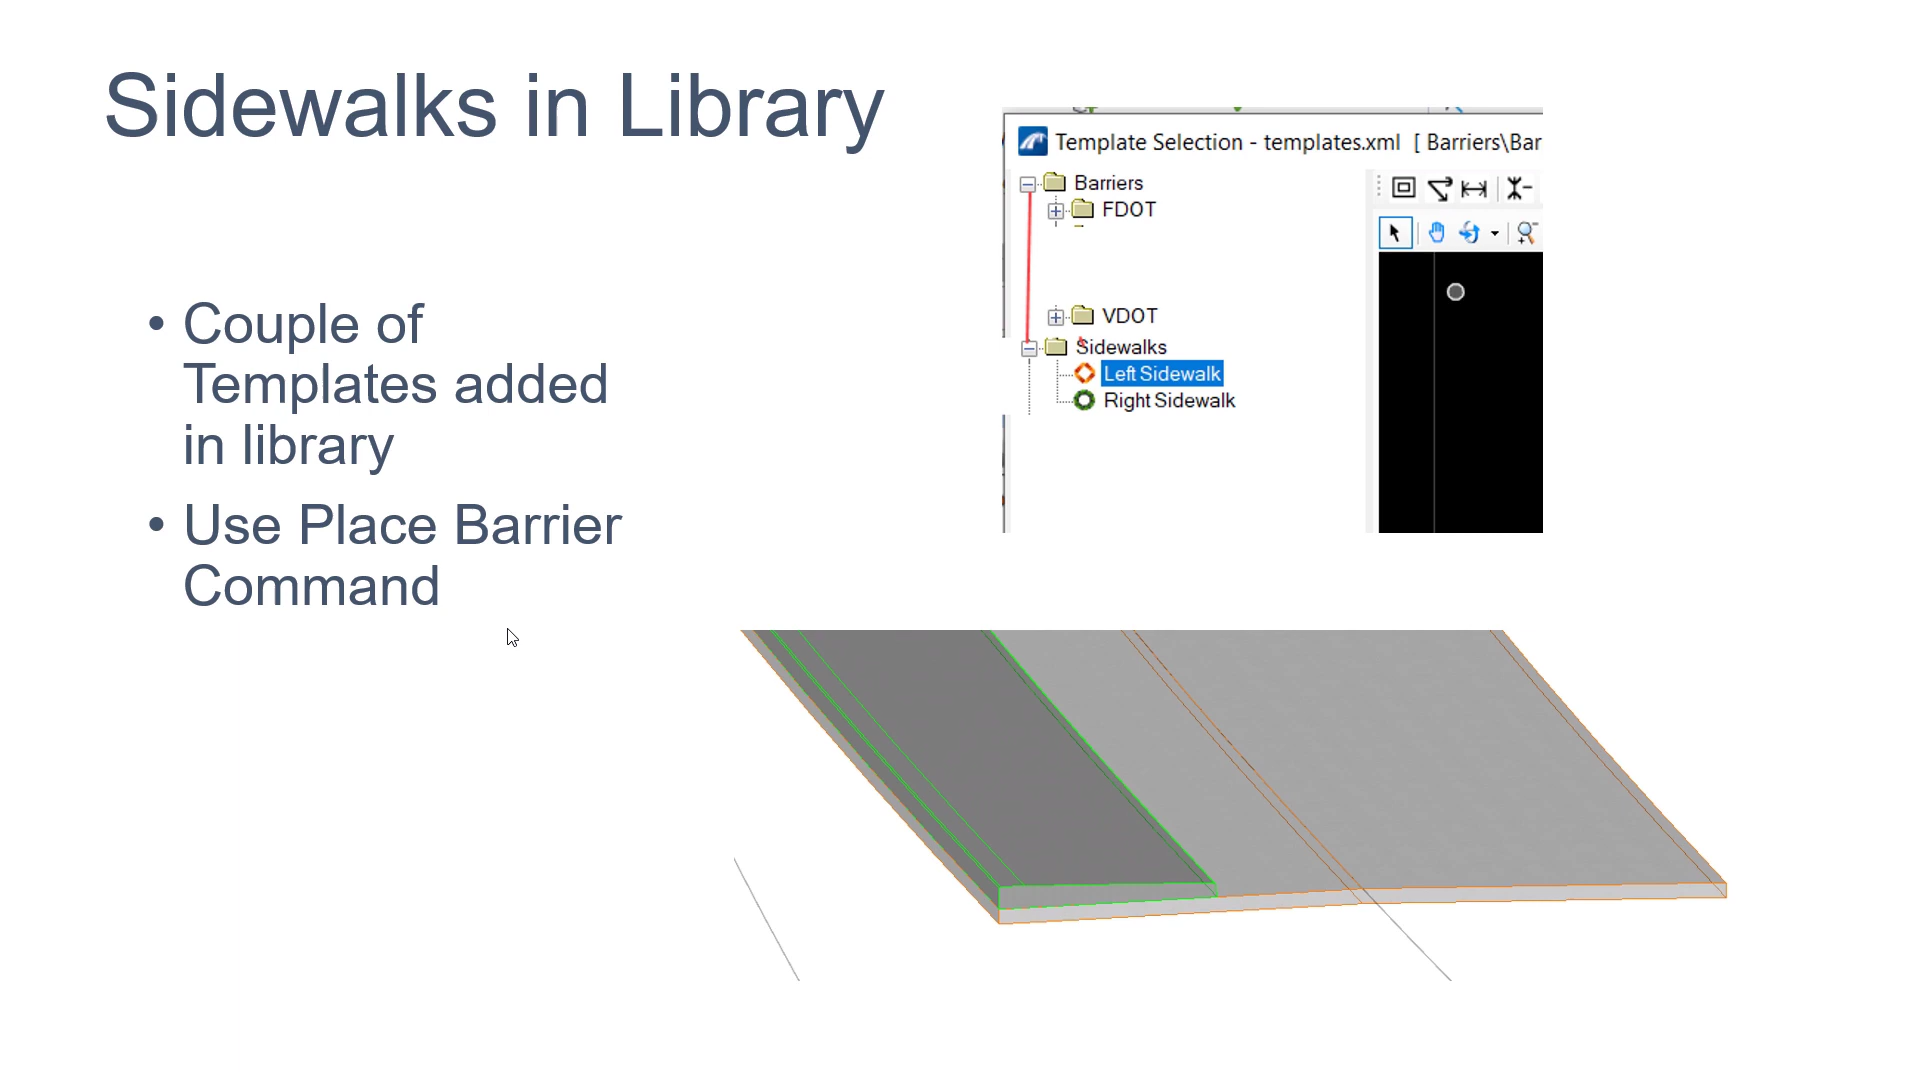 Sidewalks in Library
• Couple of
Templates added
in library
• Use Place Barrier
Command
Template Selection - templates.xml [ Barriers\Bar
Barriers
FDOT
VDOT
Sidewalks
Left Sidewalk
Right Sidewalk